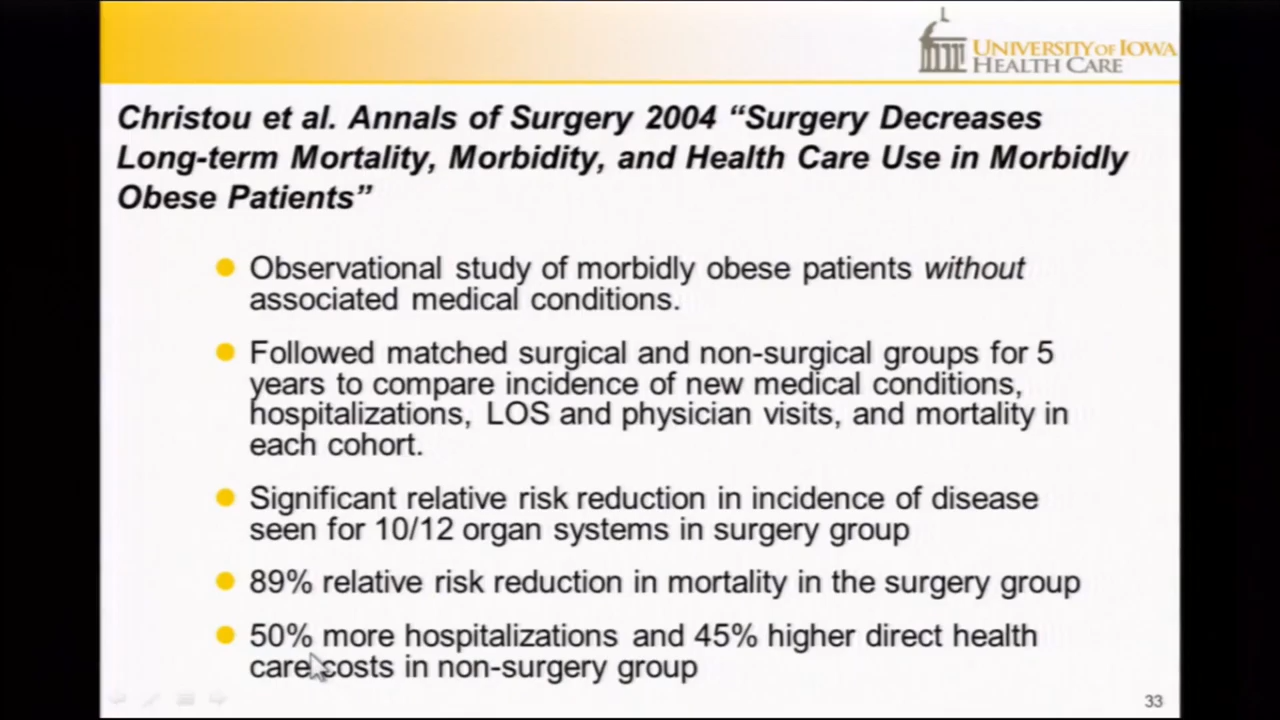 UNIVERSITY OF IOWA
HEALTH CARE
Christou et al. Annals of Surgery 2004 “Surgery Decreases
Long-term Mortality, Morbidity, and Health Care Use in Morbidly
Obese Patients”
Observational study of morbidly obese patients without
associated medical conditions.
Followed matched surgical and non-surgical groups for 5
years to compare incidence of new medical conditions,
hospitalizations, LOS and physician visits, and mortality in
each cohort.
Significant relative risk reduction in incidence of disease
seen for 10/12 organ systems in surgery group
89% relative risk reduction in mortality in the surgery group
50% more hospitalizations and 45% higher direct health
care costs in non-surgery group
33